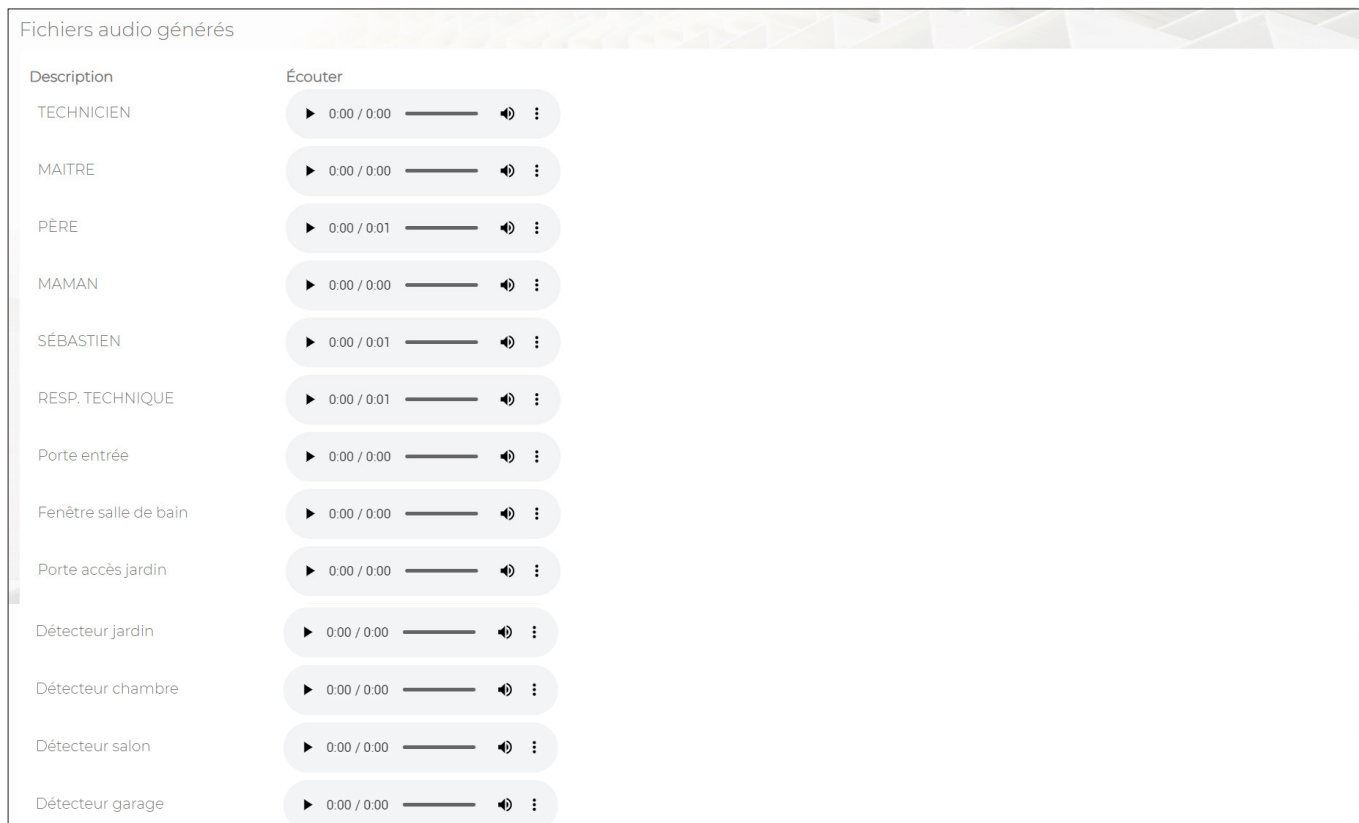 Fichiers audio générés
Description Écouter
TECHNICIEN 0:00 / 0:00
MAITRE 0:00 / 0:00
PÈRE 0:00 / 0:01
MAMAN 0:00 / 0:00
SÉBASTIEN 0:00 / 0:01
RESP. TECHNIQUE 0:00 / 0:01
Porte entrée 0:00 / 0:00
Fenêtre salle de bain 0:00 / 0:00
Porte accès jardin 0:00 / 0:00
Détecteur jardin 0:00 / 0:00
Détecteur chambre 0:00 / 0:00
Détecteur salon 0:00 / 0:00
Détecteur garage 0:00 / 0:00